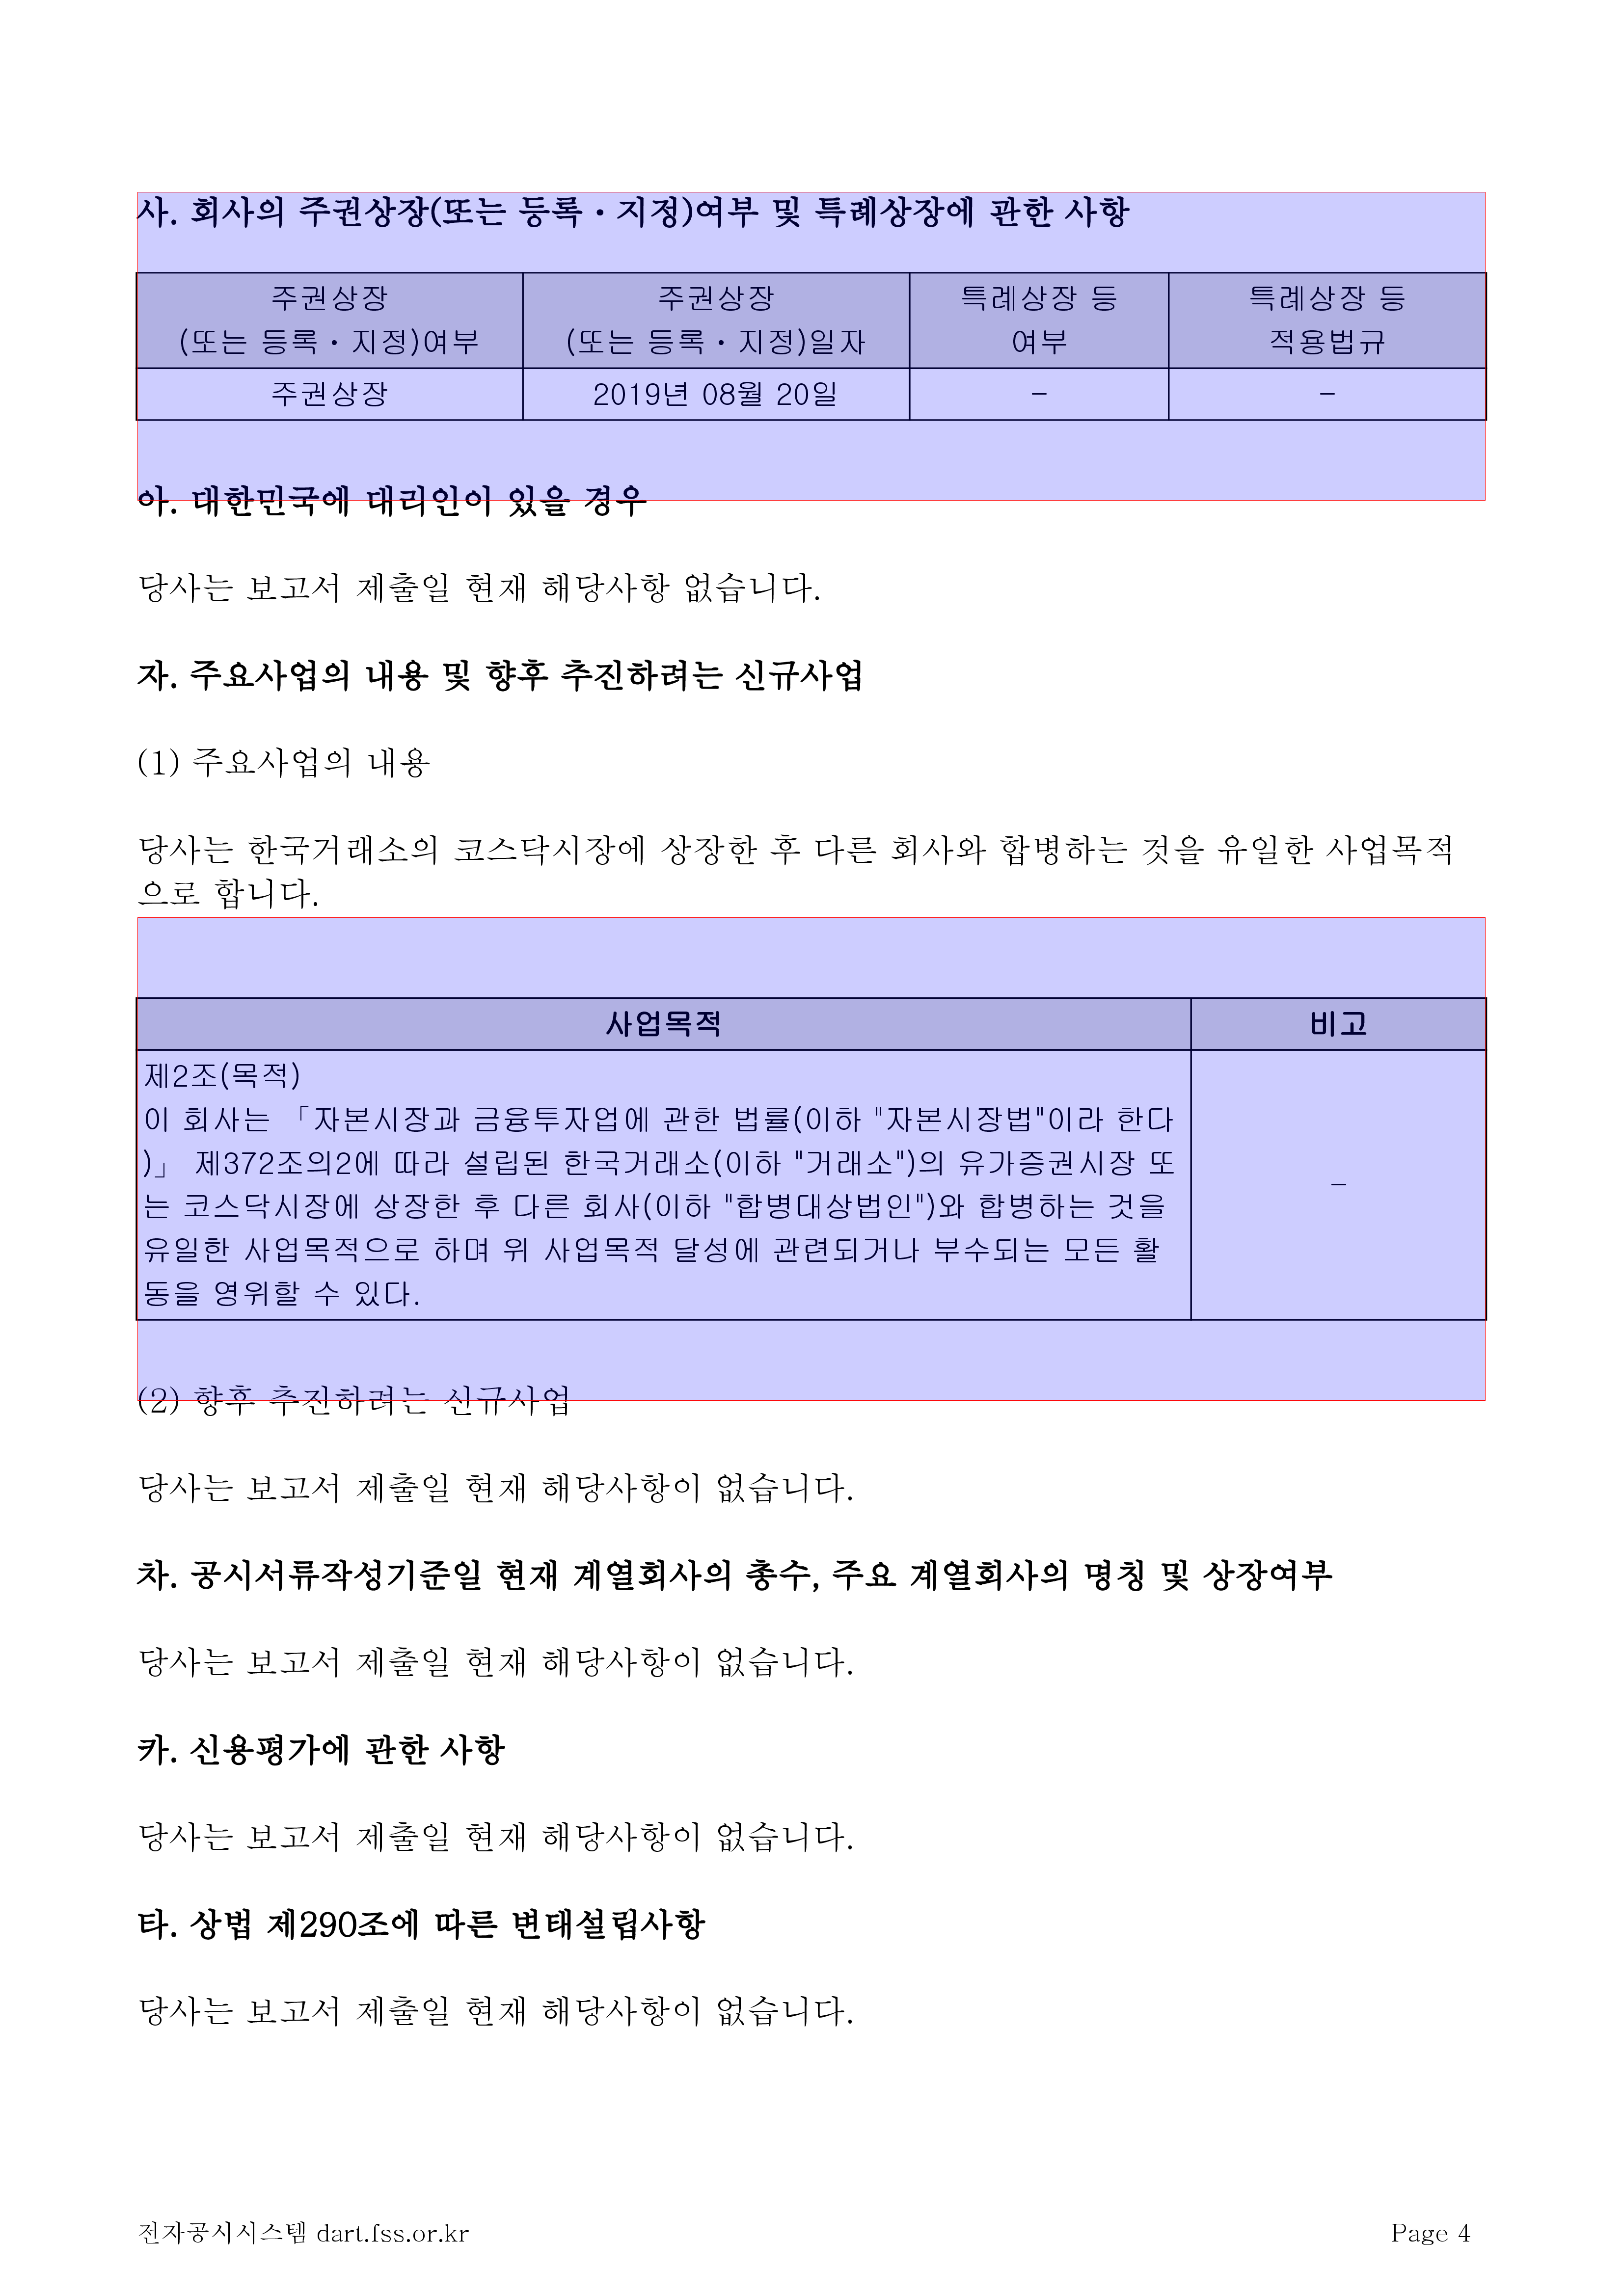 사. 회사의 주권상장(또는 등록ㆍ지정)여부 및 특례상장에 관한 사항
주권상장 주권상장 특례상장 등 특례상장 등
(또는 등록ㆍ지정)여부 (또는 등록ㆍ지정)일자 여부 적용법규
주권상장 2019년 08월 20일 - -
아. 대한민국에 대리인이 있을 경우
당사는 보고서 제출일 현재 해당사항 없습니다.
자. 주요사업의 내용 및 향후 추진하려는 신규사업
(1) 주요사업의 내용
당사는 한국거래소의 코스닥시장에 상장한 후 다른 회사와 합병하는 것을 유일한 사업목적
으로 합니다.
사업목적 비고
제2조(목적)
이 회사는 「자본시장과 금융투자업에 관한 법률(이하 "자본시장법"이라 한다
)」 제372조의2에 따라 설립된 한국거래소(이하 "거래소")의 유가증권시장 또
는 코스닥시장에 상장한 후 다른 회사(이하 "합병대상법인")와 합병하는 것을
유일한 사업목적으로 하며 위 사업목적 달성에 관련되거나 부수되는 모든 활
동을 영위할 수 있다.
-
(2) 향후 추진하려는 신규사업
당사는 보고서 제출일 현재 해당사항이 없습니다.
차. 공시서류작성기준일 현재 계열회사의 총수, 주요 계열회사의 명칭 및 상장여부
당사는 보고서 제출일 현재 해당사항이 없습니다.
카. 신용평가에 관한 사항
당사는 보고서 제출일 현재 해당사항이 없습니다.
타. 상법 제290조에 따른 변태설립사항
당사는 보고서 제출일 현재 해당사항이 없습니다.
전자공시시스템 dart.fss.or.kr Page 4